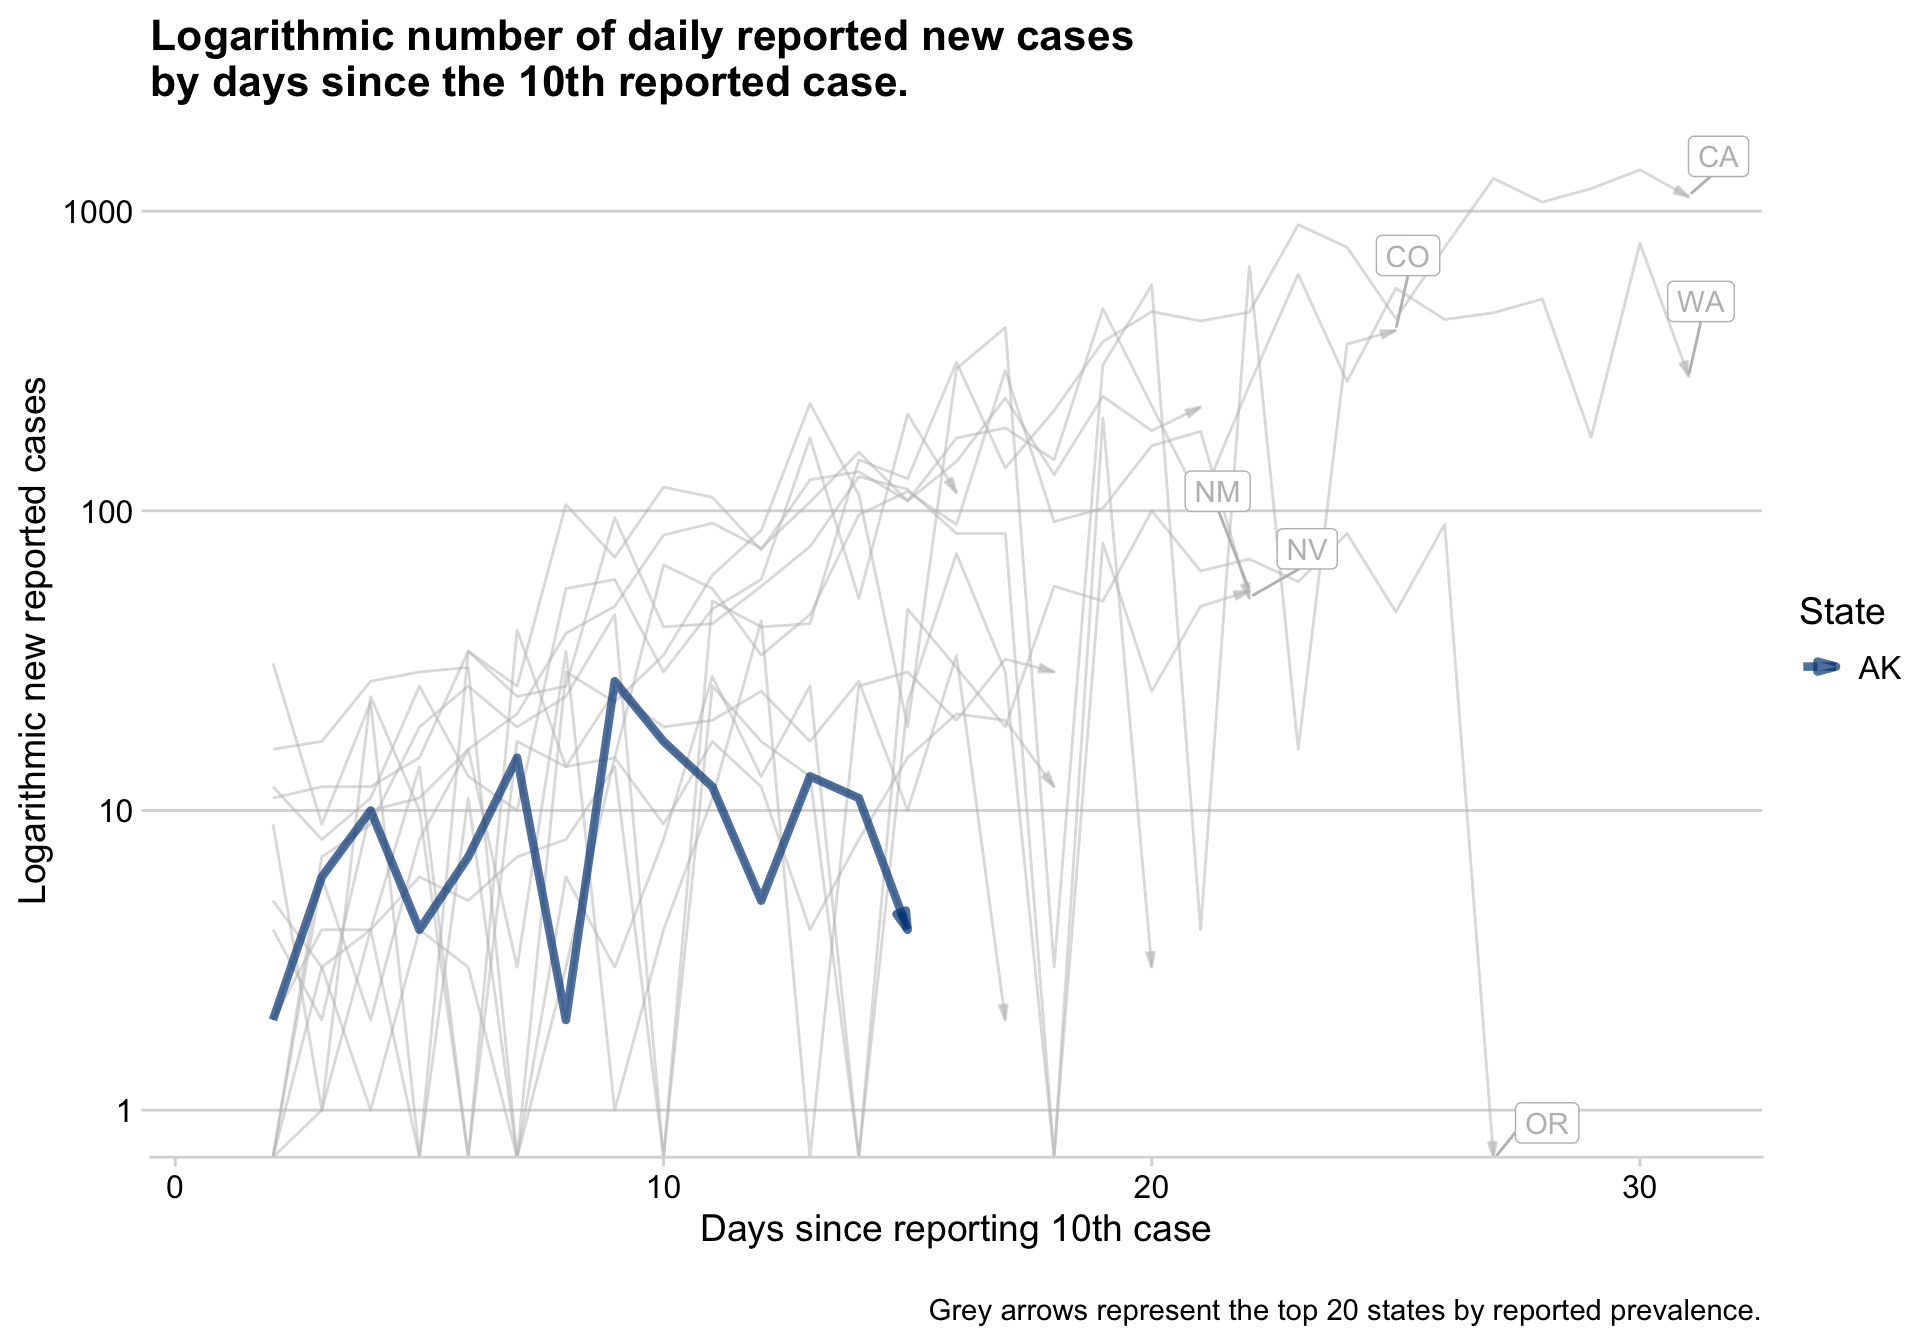 Logarithmic number of daily reported new cases
by days since the 10th reported case.
CA
1000
CO
WA
NM
100
NV
Logarithmic new reported cases
State
AK
10
1
OR
0 10 20 30
Days since reporting 10th case
Grey arrows represent the top 20 states by reported prevalence.